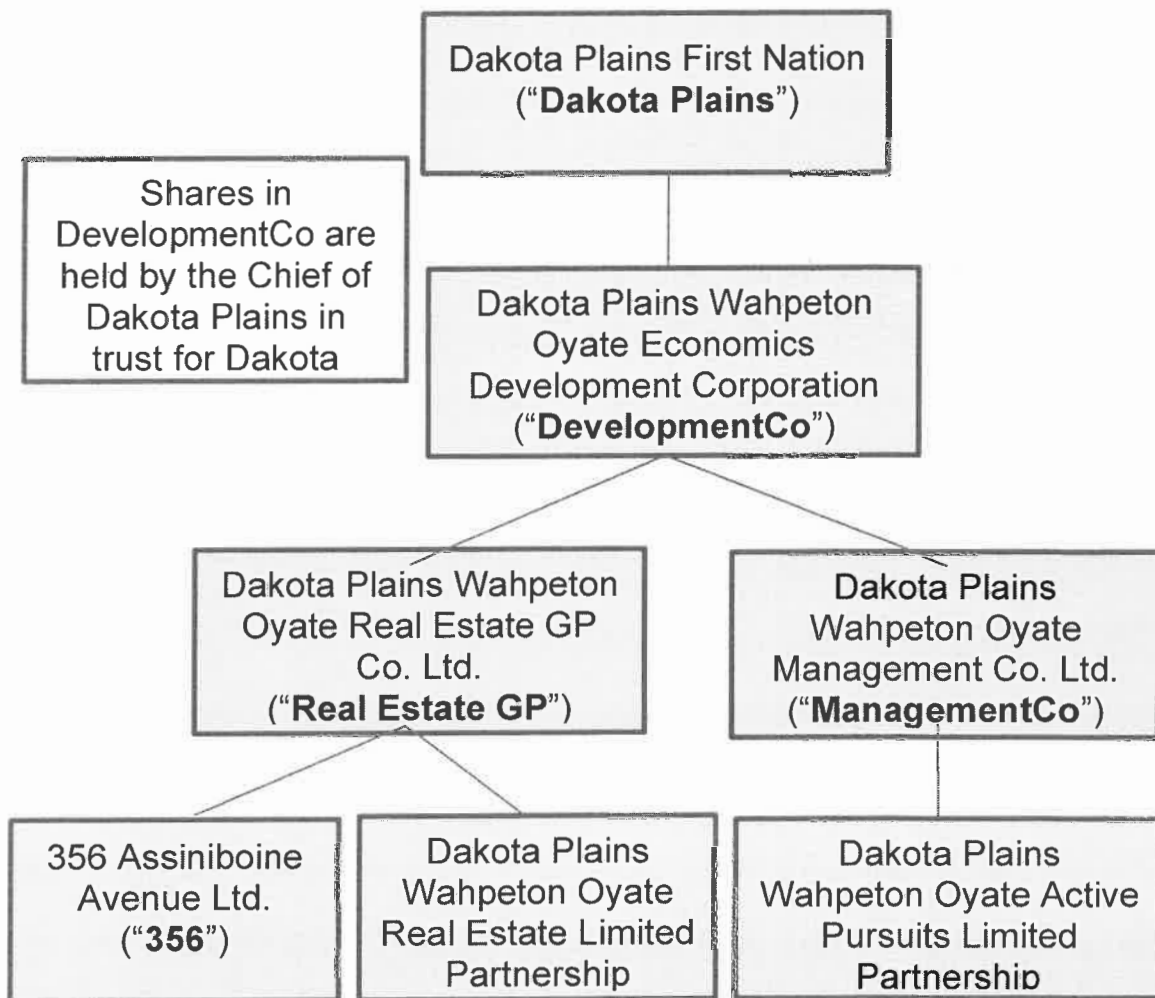 Dakota Plains First Nation
(“Dakota Plains”)
Shares in
DevelopmentCo are
held by the Chief of
Dakota Plains in
trust for Dakota
Dakota Plains Wahpeton
Oyate Economics
Development Corporation
(“DevelopmentCo”)
Dakota Plains Wahpeton
Oyate Real Estate GP
Co. Ltd.
(“Real Estate GP”)
Dakota Plains
Wahpeton Oyate
Management Co. Ltd.
(“ManagementCo”)
356 Assiniboine
Avenue Ltd.
(“356”)
Dakota Plains
Wahpeton Oyate
Real Estate Limited
Partnership
Dakota Plains
Wahpeton Oyate Active
Pursuits Limited
Partnership